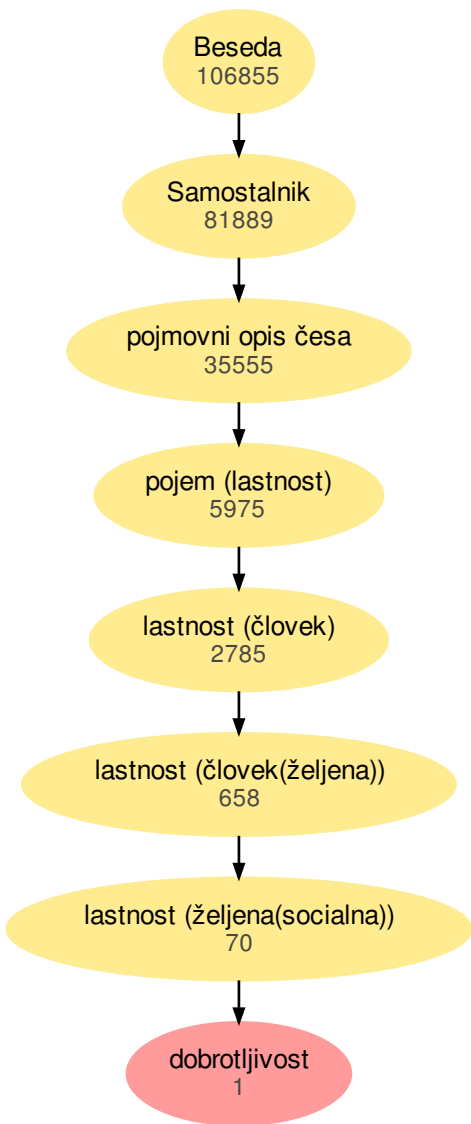 Beseda
106855
Samostalnik
81889
pojmovni opis česa
35555
pojem (lastnost)
5975
lastnost (človek)
2785
lastnost (človek(željena))
658
lastnost (željena(socialna))
70
dobrotljivost
1